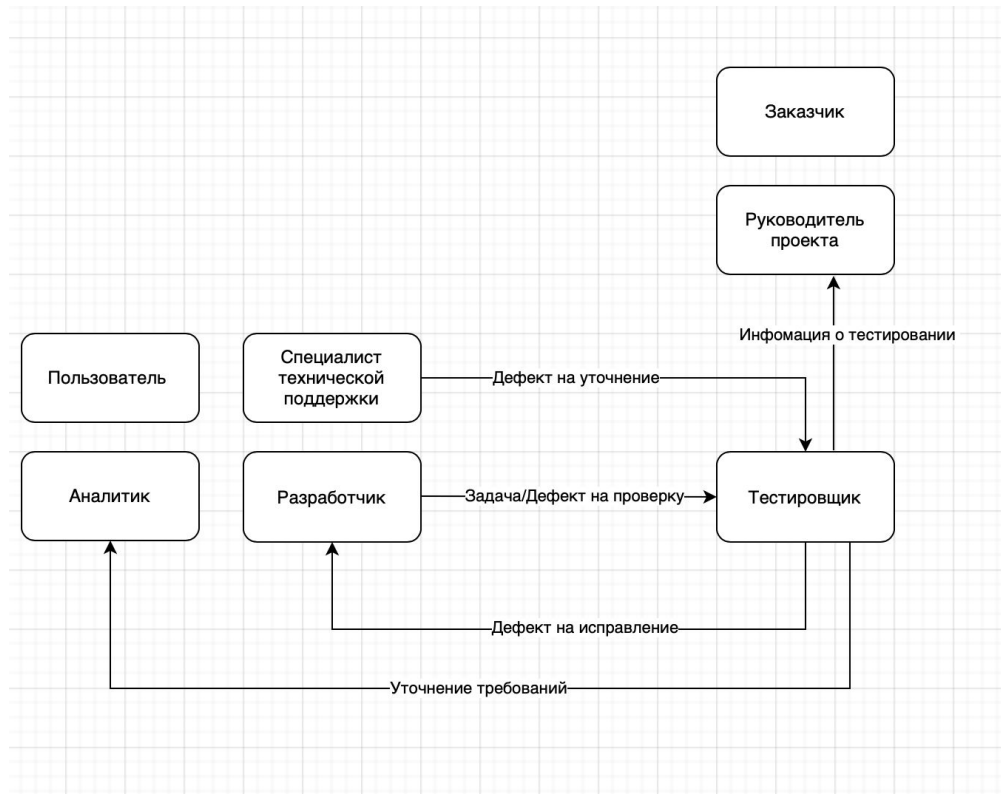 Заказчик
Руководитель
проекта
Инфомация о тестировании
Пользователь
Специалист
технической
поддержки
Дефект на уточнение
Аналитик
Разработчик
Задача/Дефект на проверку
Тестировщик
Дефект на исправление
Уточнение требований